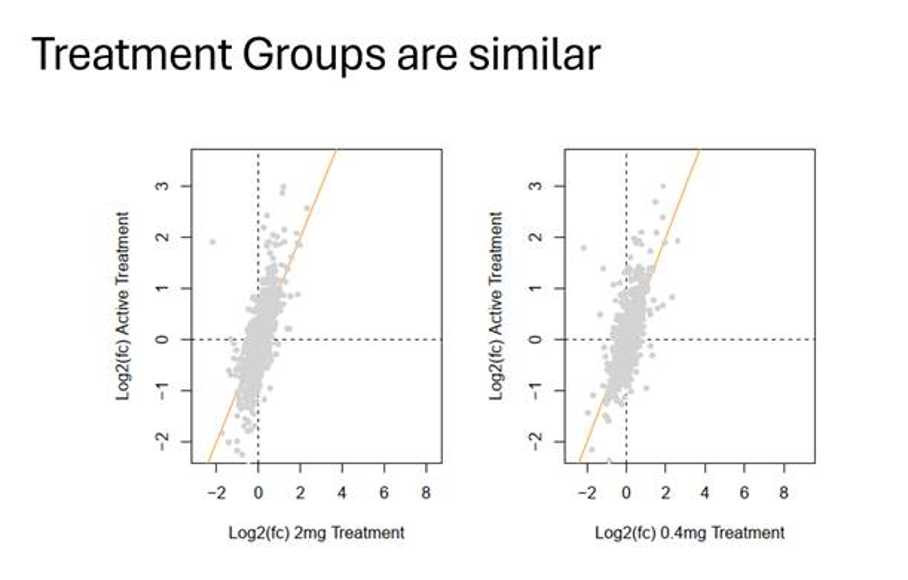 Treatment Groups are similar
Log2(fc) Active Treatment
3
2
1
0
−1
−2
−2 0 2 4 6 8
Log2(fc) 2mg Treatment
Log2(fc) Active Treatment
3
2
1
0
−1
−2
−2 0 2 4 6 8
Log2(fc) 0.4mg Treatment